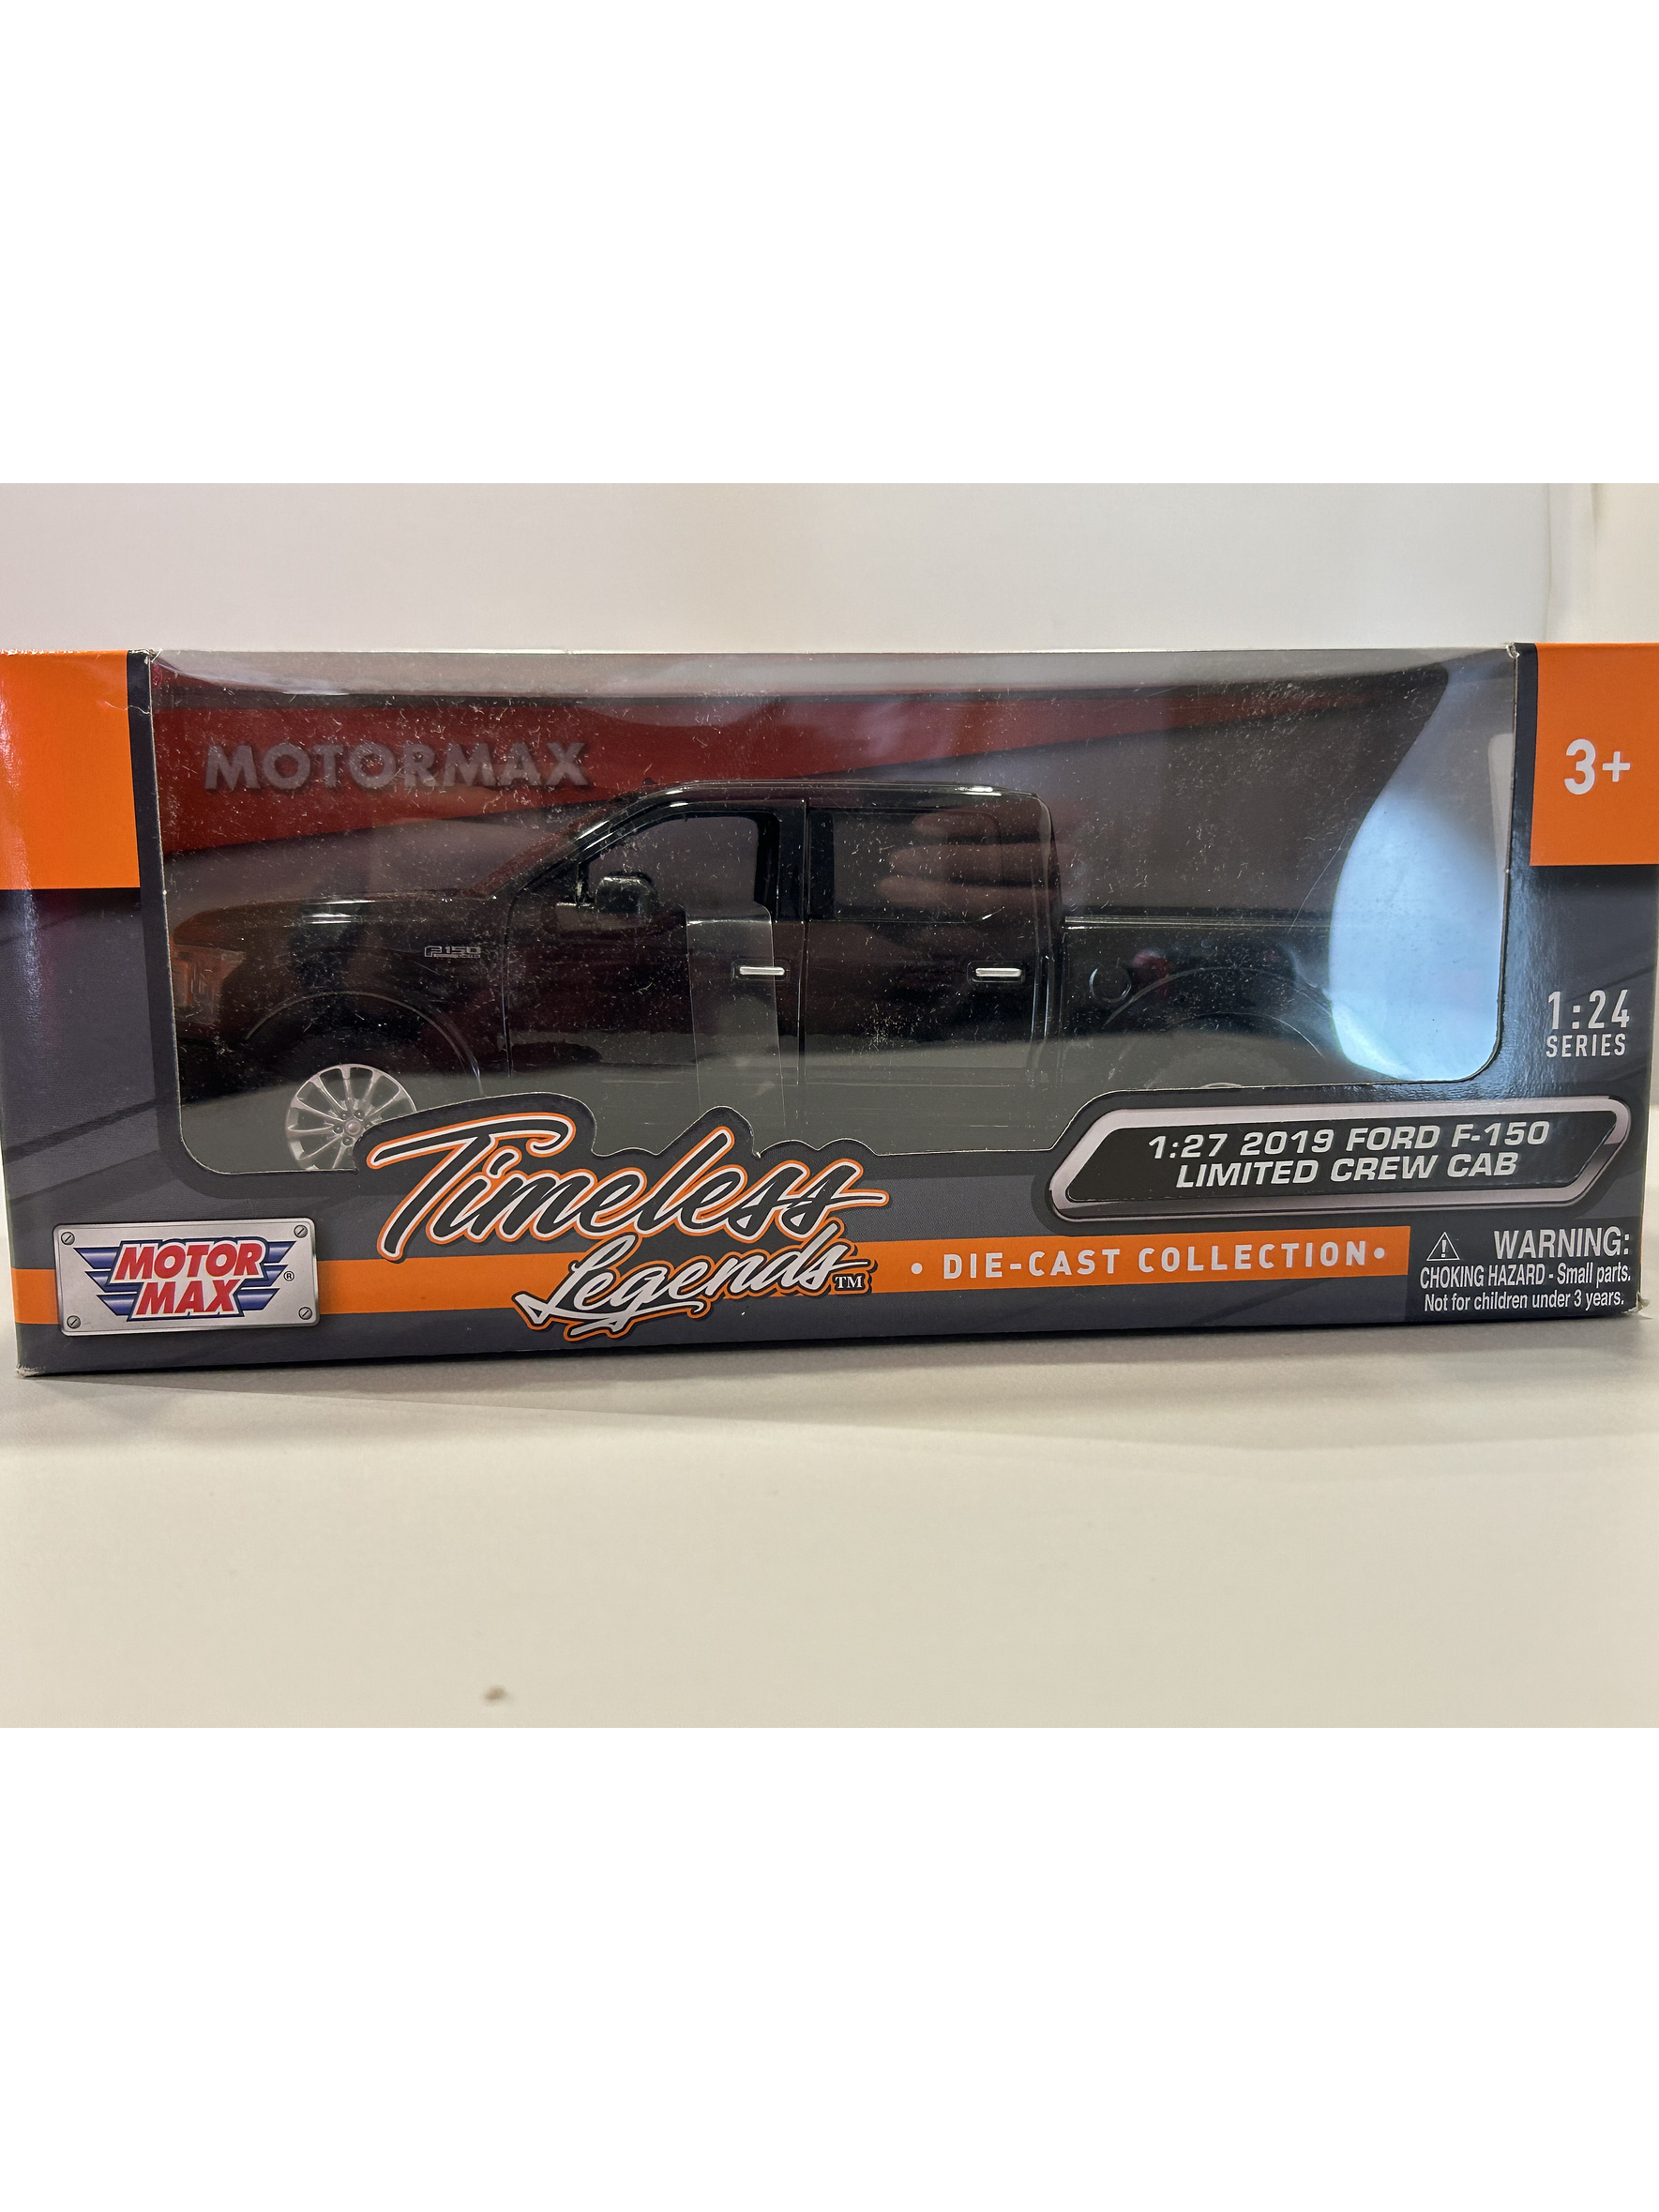 MOTORMAX
3+
F-150
1:24
SERIES
1:27 2019 FORD F-150
LIMITED CREW CAB
Timeless
Legends™
• DIE-CAST COLLECTION •
MOTOR
MAX
®
WARNING:
CHOKING HAZARD - Small parts.
Not for children under 3 years.